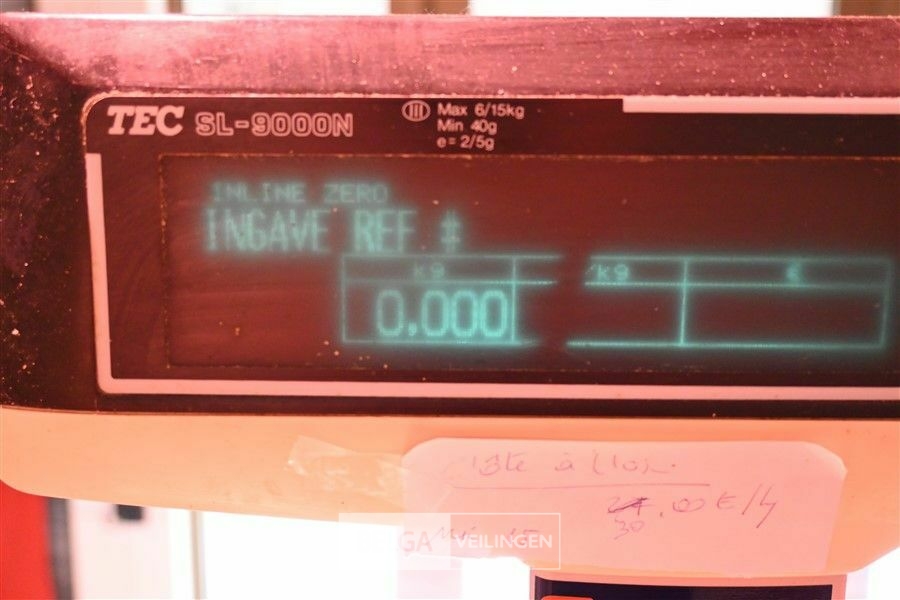 TEC SL-9000N
Max 6/15kg
Min 40g
e= 2/5g
INLINE ZERO
INGAVE REF #
kg /kg €
0,000
à
30 .00 €/
GA VEILINGEN